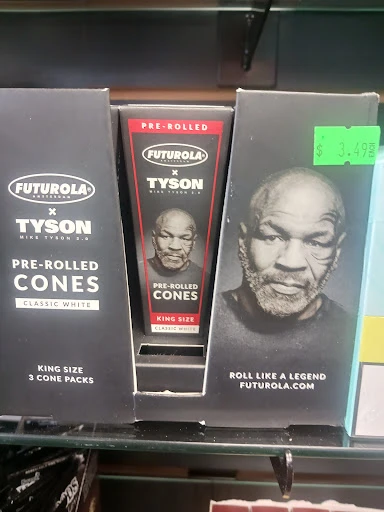 FUTUROLA®
AMSTERDAM
×
TYSON
MIKE TYSON 2.0
PRE-ROLLED
CONES
CLASSIC WHITE
KING SIZE
3 CONE PACKS
PRE-ROLLED
FUTUROLA®
AMSTERDAM
×
TYSON
MIKE TYSON 2.0
PRE-ROLLED
CONES
KING SIZE
CLASSIC WHITE
$ 3.49
ROLL LIKE A LEGEND
FUTUROLA.COM